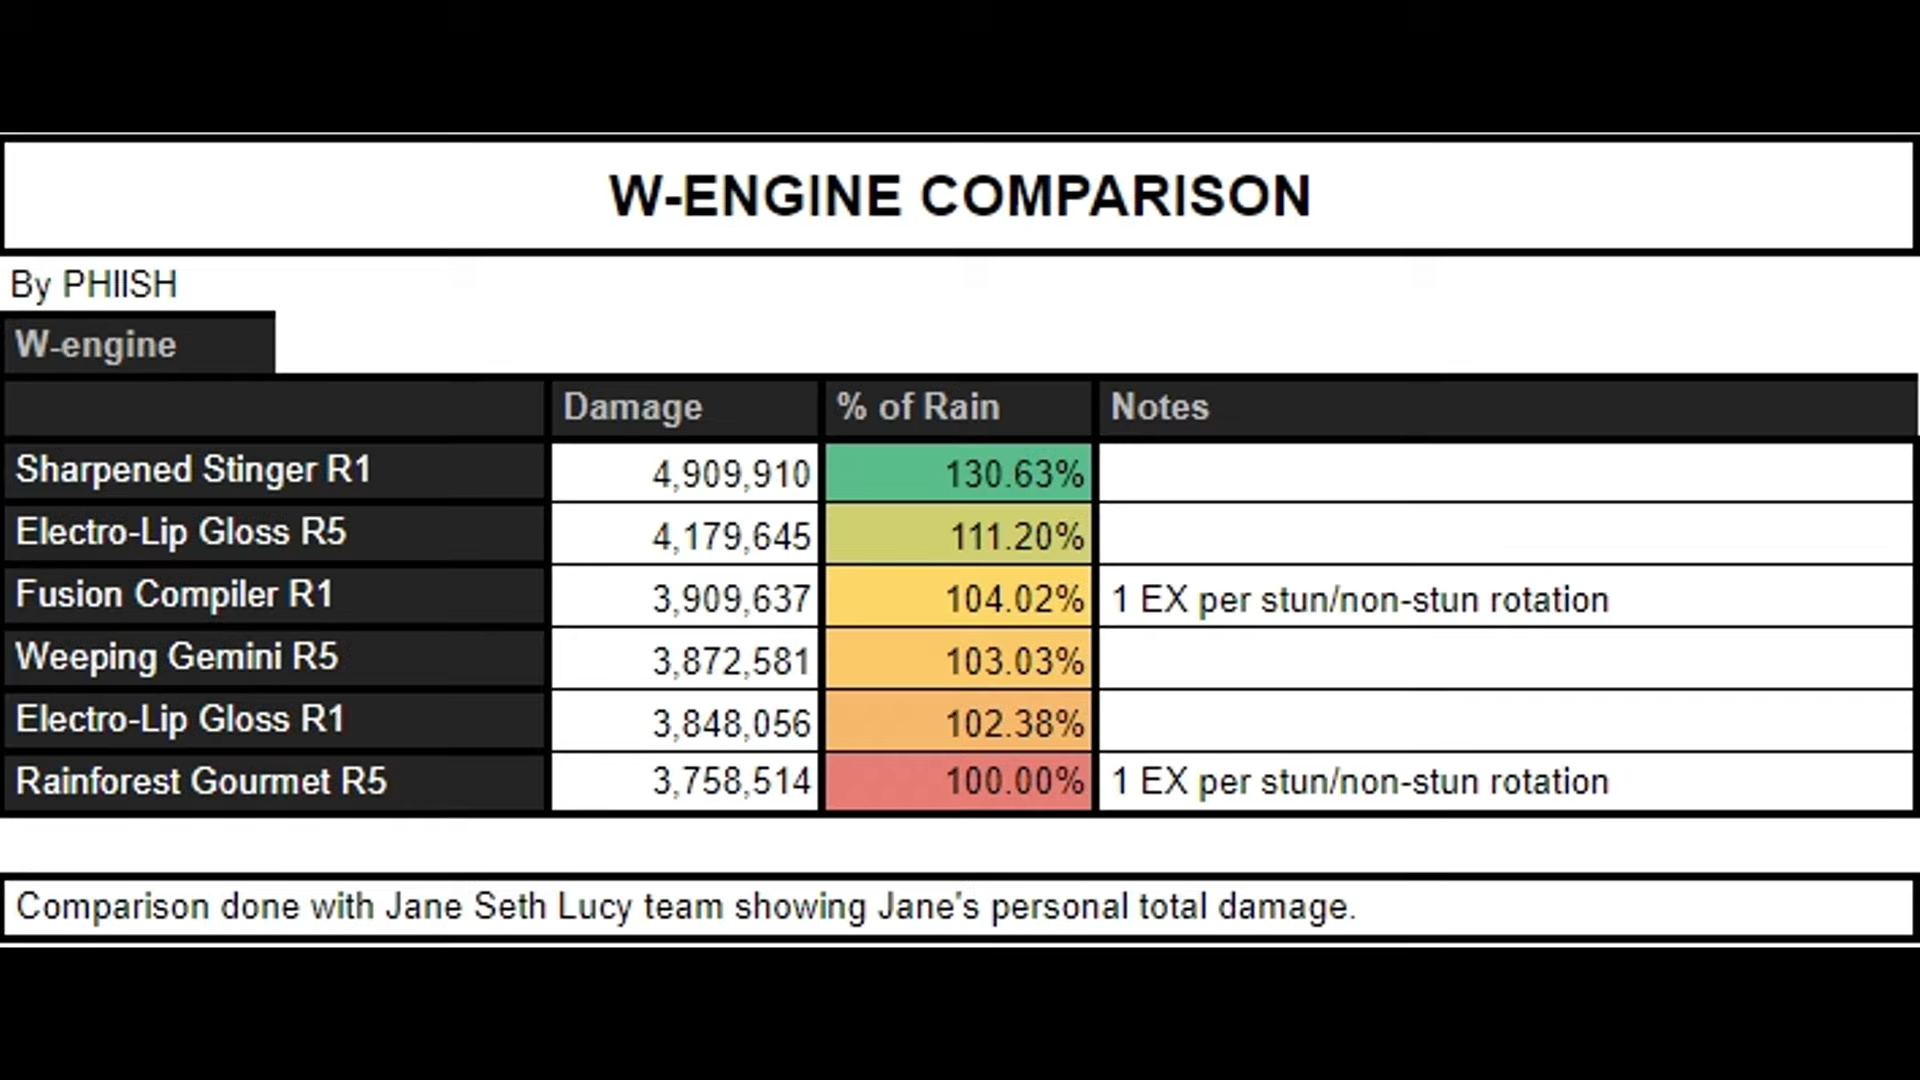 W-ENGINE COMPARISON
By PHIISH
W-engine
Damage % of Rain Notes
Sharpened Stinger R1 4,909,910 130.63%
Electro-Lip Gloss R5 4,179,645 111.20%
Fusion Compiler R1 3,909,637 104.02% 1 EX per stun/non-stun rotation
Weeping Gemini R5 3,872,581 103.03%
Electro-Lip Gloss R1 3,848,056 102.38%
Rainforest Gourmet R5 3,758,514 100.00% 1 EX per stun/non-stun rotation
Comparison done with Jane Seth Lucy team showing Jane's personal total damage.